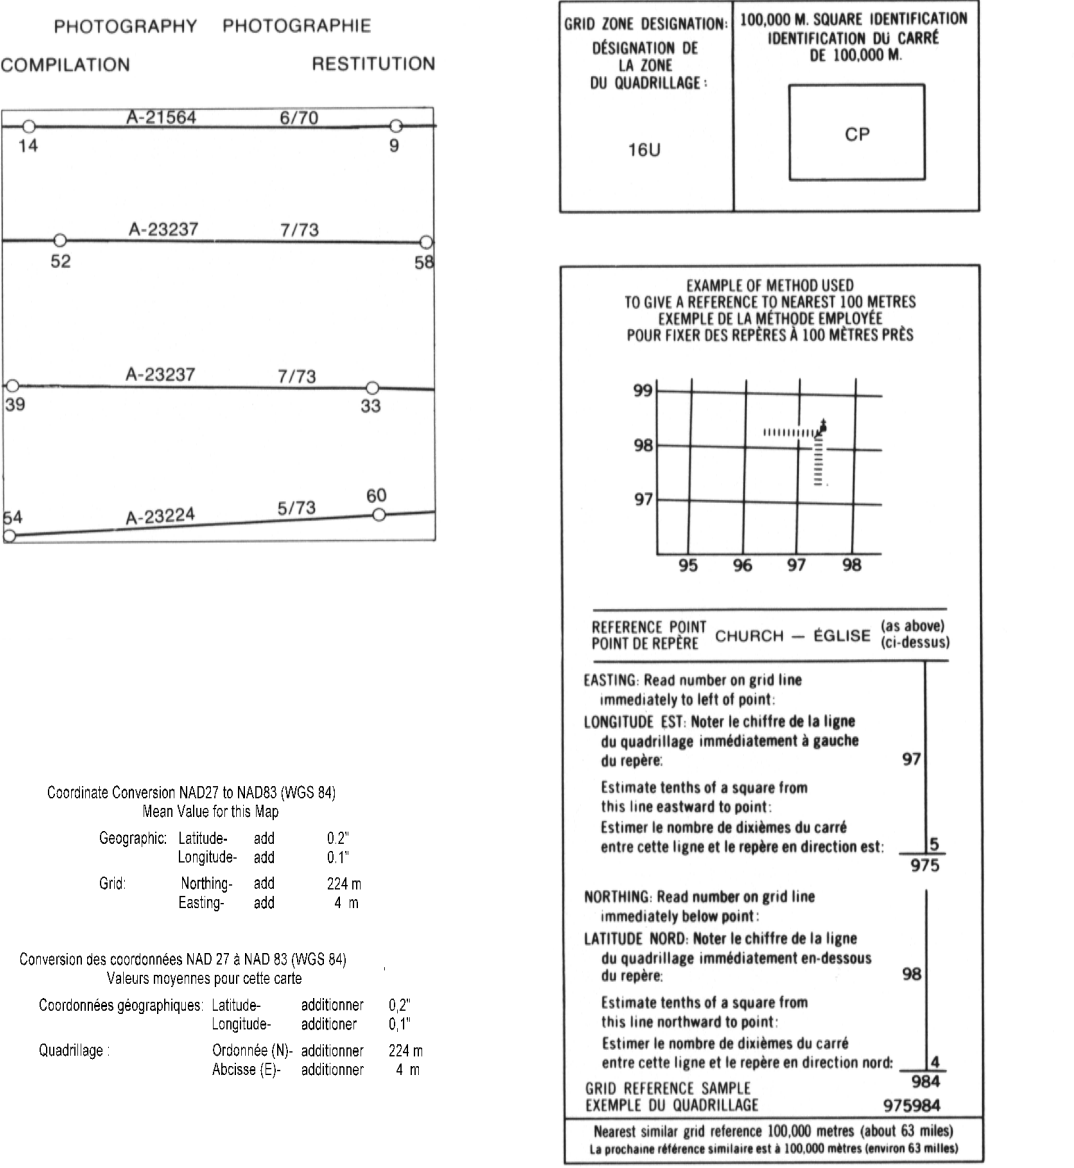 PHOTOGRAPHY PHOTOGRAPHIE
COMPILATION RESTITUTION
A-21564 6/70
14 9
A-23237 7/73
52 58
A-23237 7/73
39 33
54 A-23224 5/73 60
Coordinate Conversion NAD27 to NAD83 (WGS 84)
Mean Value for this Map
Geographic: Latitude- add 0.2"
Longitude- add 0.1"
Grid: Northing- add 224 m
Easting- add 4 m
Conversion des coordonnées NAD 27 à NAD 83 (WGS 84)
Valeurs moyennes pour cette carte
Coordonnées géographiques: Latitude- additionner 0,2"
Longitude- additioner 0,1"
Quadrillage : Ordonnée (N)- additionner 224 m
Abcisse (E)- additionner 4 m
GRID ZONE DESIGNATION:
DÉSIGNATION DE
LA ZONE
DU QUADRILLAGE :
16U
100,000 M. SQUARE IDENTIFICATION
IDENTIFICATION DU CARRÉ
DE 100,000 M.
CP
EXAMPLE OF METHOD USED
TO GIVE A REFERENCE TO NEAREST 100 METRES
EXEMPLE DE LA MÉTHODE EMPLOYÉE
POUR FIXER DES REPÈRES À 100 MÈTRES PRÈS
99
98
97
95 96 97 98
REFERENCE POINT CHURCH — ÉGLISE (as above)
POINT DE REPÈRE (ci-dessus)
EASTING: Read number on grid line
immediately to left of point:
LONGITUDE EST: Noter le chiffre de la ligne
du quadrillage immédiatement à gauche
du repère: 97
Estimate tenths of a square from
this line eastward to point:
Estimer le nombre de dixièmes du carré
entre cette ligne et le repère en direction est: 5
975
NORTHING: Read number on grid line
immediately below point:
LATITUDE NORD: Noter le chiffre de la ligne
du quadrillage immédiatement en-dessous
du repère: 98
Estimate tenths of a square from
this line northward to point:
Estimer le nombre de dixièmes du carré
entre cette ligne et le repère en direction nord: 4
984
GRID REFERENCE SAMPLE
EXEMPLE DU QUADRILLAGE 975984
Nearest similar grid reference 100,000 metres (about 63 miles)
La prochaine référence similaire est à 100,000 mètres (environ 63 milles)